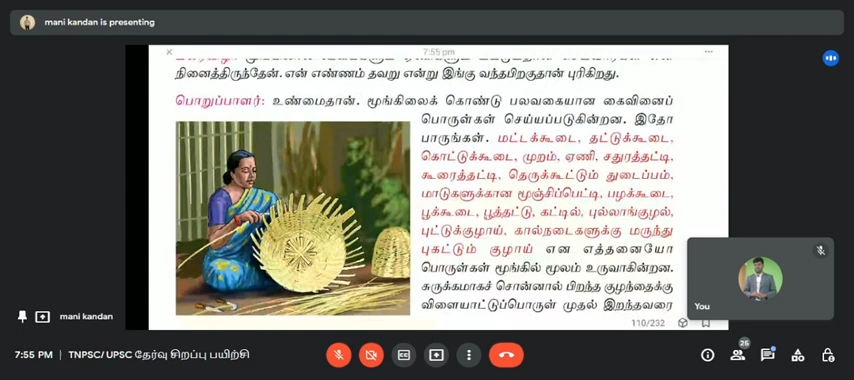 mani kandan is presenting
7:55 pm
நினைத்திருந்தேன். என் எண்ணம் தவறு என்று இங்கு வந்தபிறகுதான் புரிகிறது.
பொறுப்பாளர்: உண்மைதான். மூங்கிலைக் கொண்டு பலவகையான கைவினைப்
பொருள்கள் செய்யப்படுகின்றன. இதோ
பாருங்கள். மட்டக்கூடை, தட்டுக்கூடை,
கொட்டுக்கூடை, முறம், ஏணி, சதுரத்தட்டி,
கூரைத்தட்டி, தெருக்கூட்டும் துடைப்பம்,
மாடுகளுக்கான மூஞ்சிப்பெட்டி, பழக்கூடை,
பூக்கூடை, பூத்தட்டு, கட்டில், புல்லாங்குழல்,
புட்டுக்குழாய், கால்நடைகளுக்கு மருந்து
புகட்டும் குழாய் என எத்தனையோ
பொருள்கள் மூங்கில் மூலம் உருவாகின்றன.
சுருக்கமாகச் சொன்னால் பிறந்த குழந்தைக்கு
விளையாட்டுப்பொருள் முதல் இறந்தவரை
110/232
You
mani kandan
7:55 PM | TNPSC/ UPSC தேர்வு சிறப்பு பயிற்சி
26